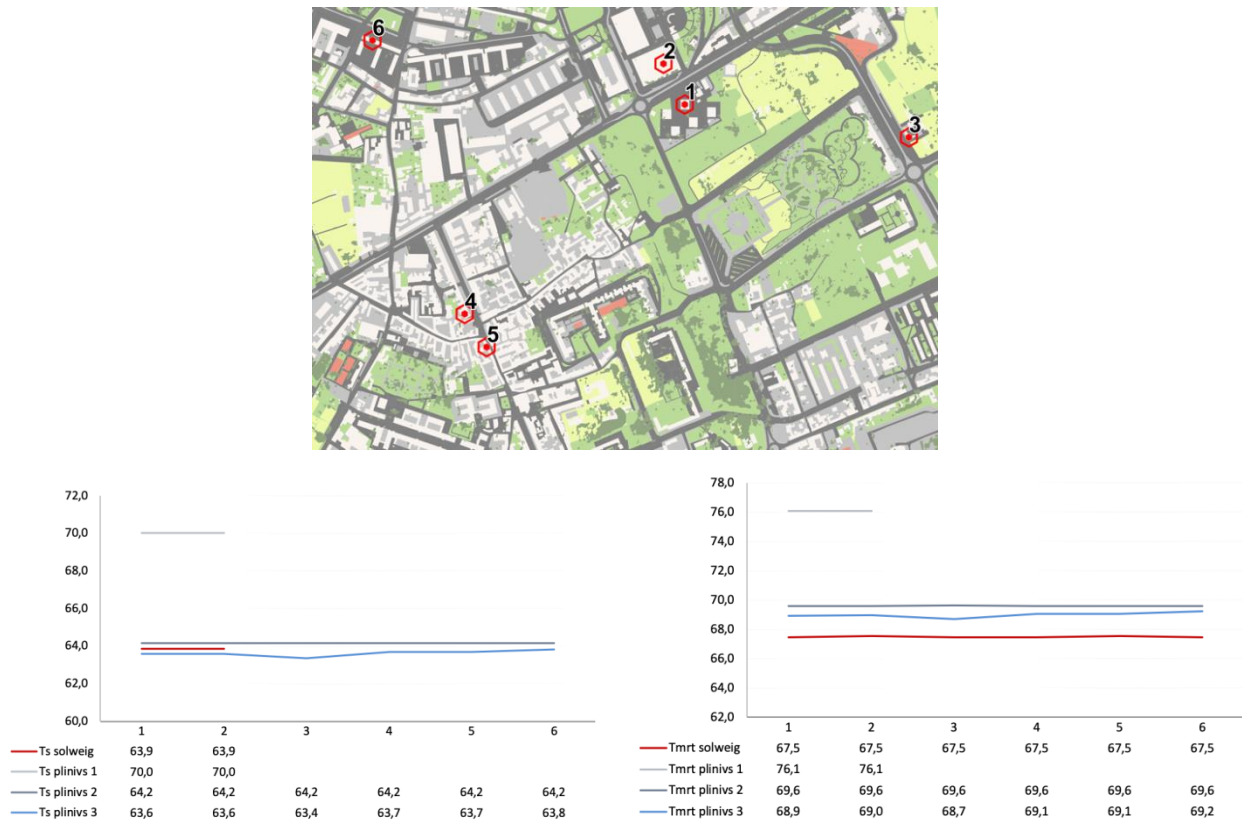 6
2
1
3
4
5
72,0
70,0
68,0
66,0
64,0
62,0
60,0
1 2 3 4 5 6
Ts solweig 63,9 63,9
Ts plinivs 1 70,0 70,0
Ts plinivs 2 64,2 64,2 64,2 64,2 64,2 64,2
Ts plinivs 3 63,6 63,6 63,4 63,7 63,7 63,8
78,0
76,0
74,0
72,0
70,0
68,0
66,0
64,0
62,0
1 2 3 4 5 6
Tmrt solweig 67,5 67,5 67,5 67,5 67,5 67,5
Tmrt plinivs 1 76,1 76,1
Tmrt plinivs 2 69,6 69,6 69,6 69,6 69,6 69,6
Tmrt plinivs 3 68,9 69,0 68,7 69,1 69,1 69,2